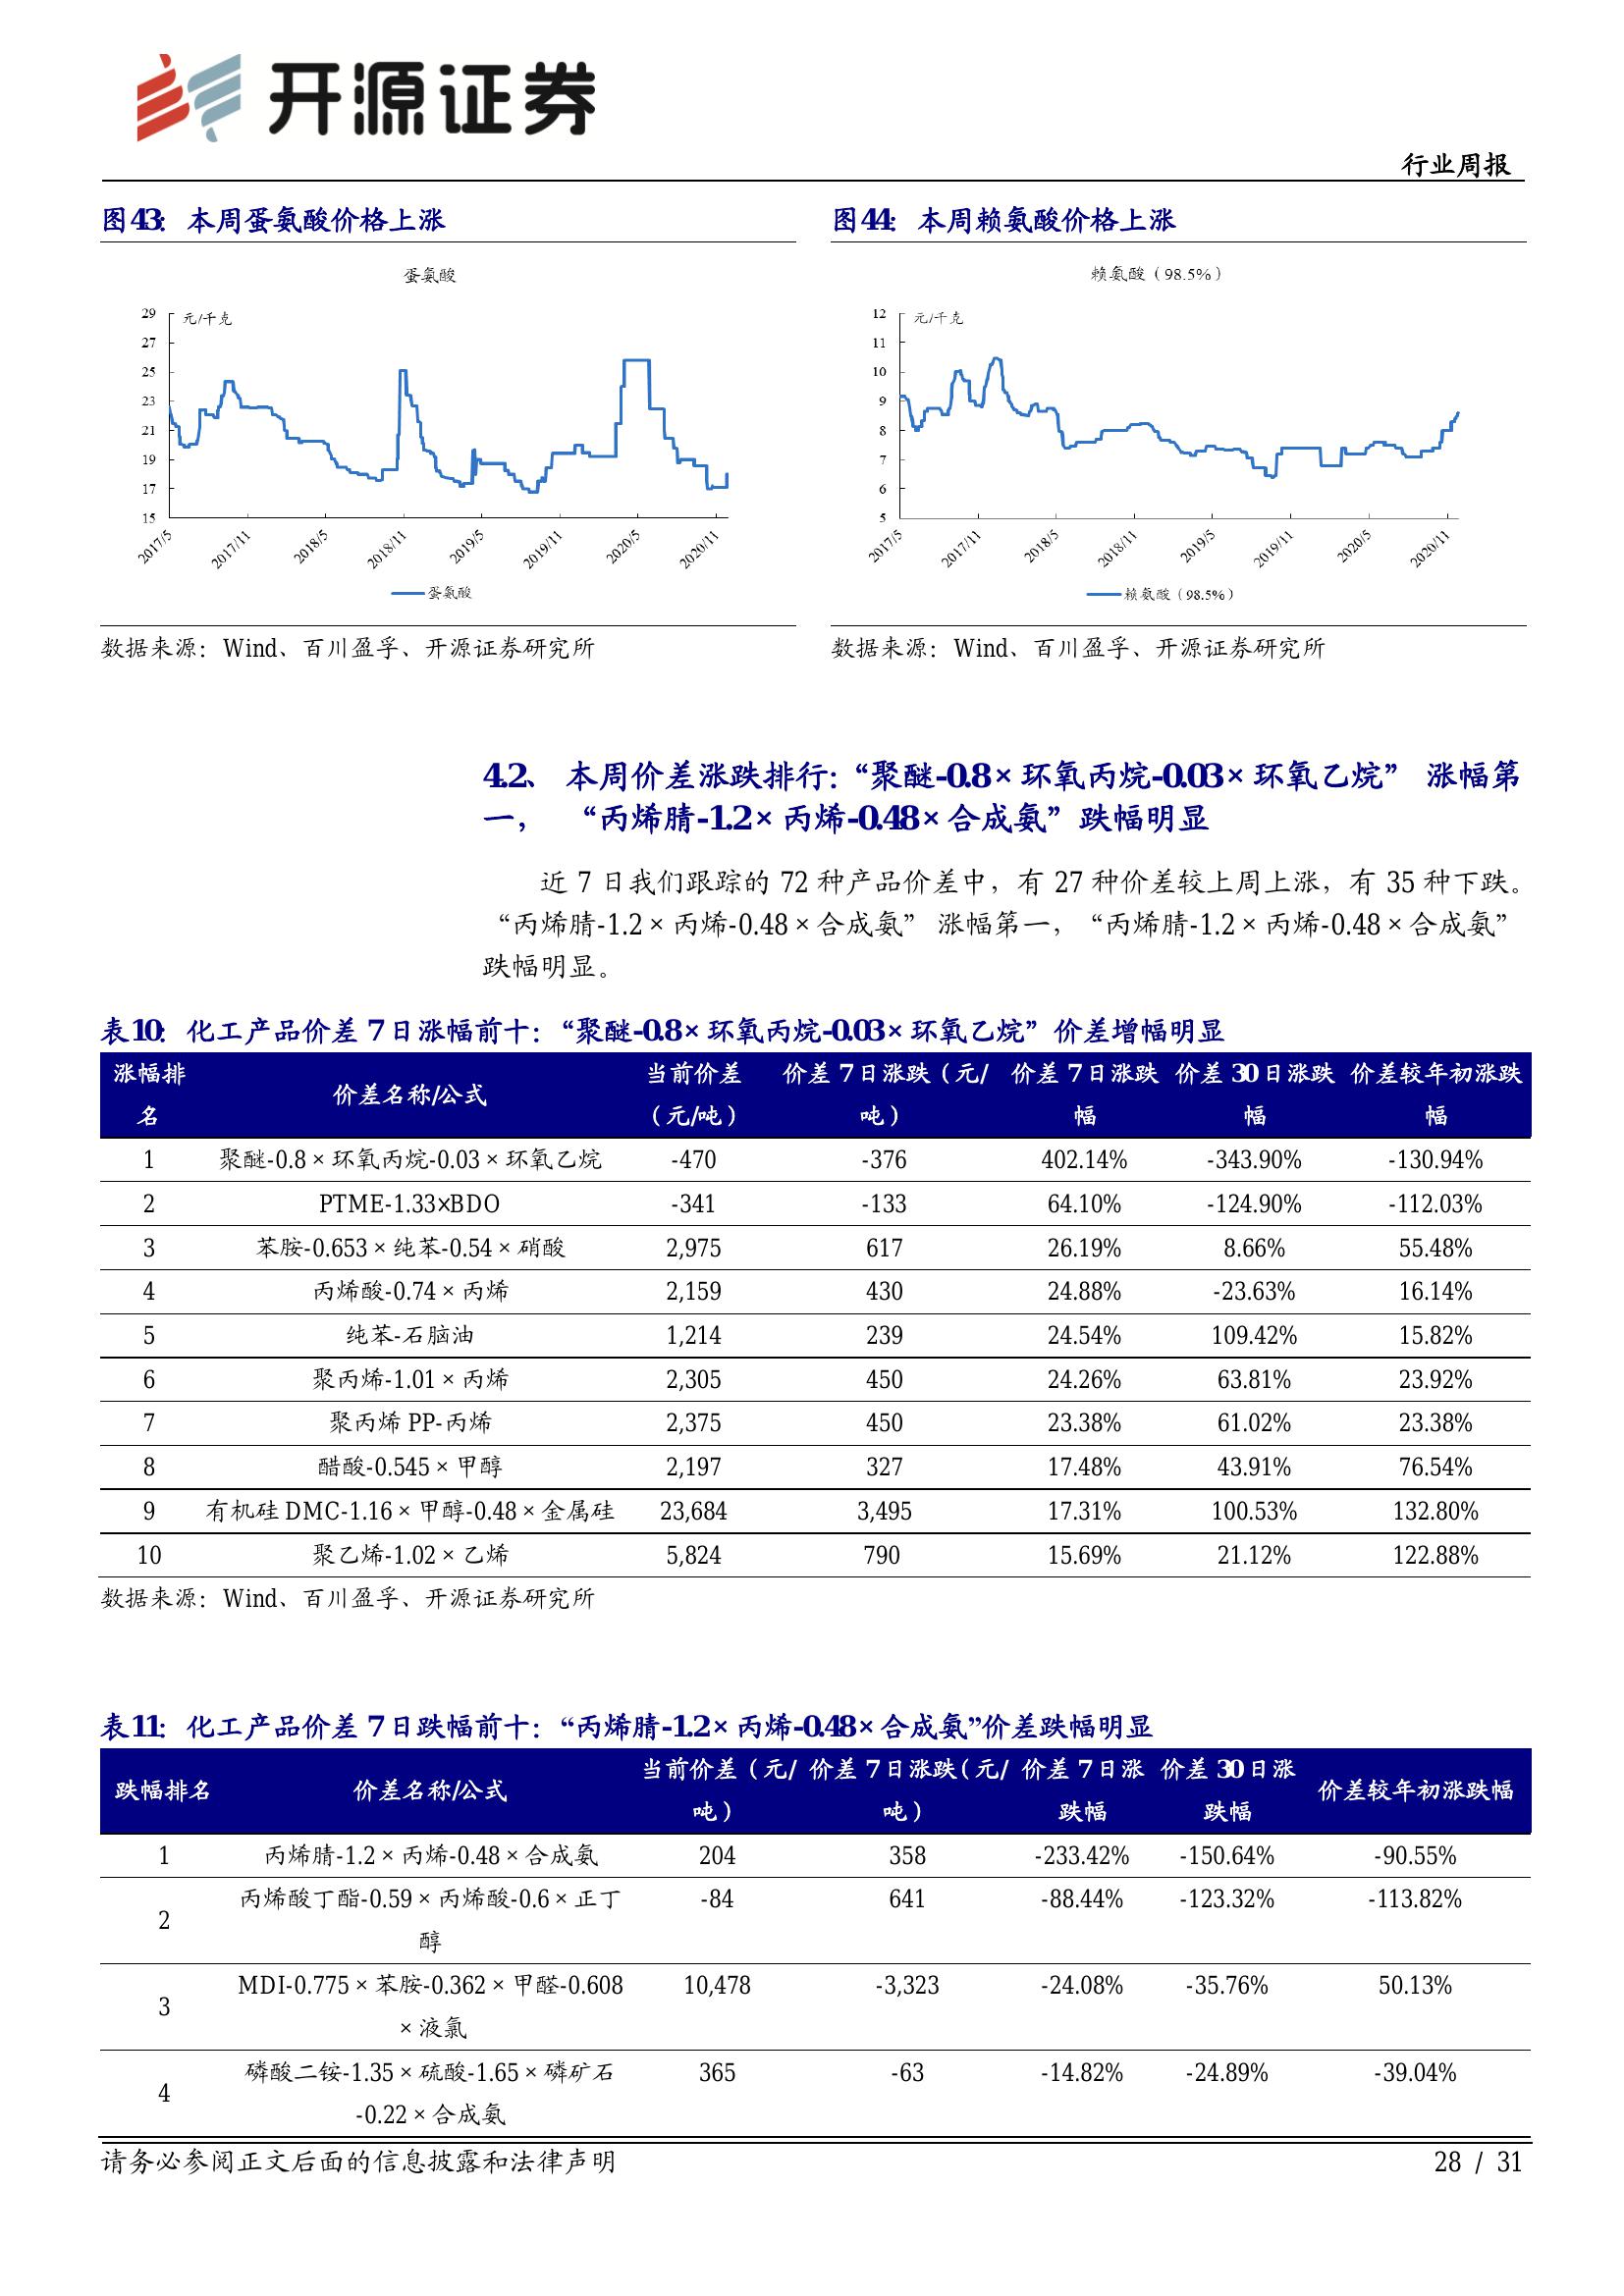 开源证券
行业周报
图43: 本周蛋氨酸价格上涨
蛋氨酸
元/千克
29
27
25
23
21
19
17
15
2017/5
2017/11
2018/5
2018/11
2019/5
2019/11
2020/5
2020/11
蛋氨酸
数据来源：Wind、百川盈孚、开源证券研究所
图44: 本周赖氨酸价格上涨
赖氨酸（98.5%）
元/千克
12
11
10
9
8
7
6
5
2017/5
2017/11
2018/5
2018/11
2019/5
2019/11
2020/5
2020/11
赖氨酸（98.5%）
数据来源：Wind、百川盈孚、开源证券研究所
4.2、 本周价差涨跌排行:“聚醚-0.8×环氧丙烷-0.03×环氧乙烷” 涨幅第
一， “丙烯腈-1.2×丙烯-0.48×合成氨”跌幅明显
近 7 日我们跟踪的 72 种产品价差中，有 27 种价差较上周上涨，有 35 种下跌。
“丙烯腈-1.2×丙烯-0.48×合成氨” 涨幅第一，“丙烯腈-1.2×丙烯-0.48×合成氨”
跌幅明显。
表10: 化工产品价差 7 日涨幅前十：“聚醚-0.8×环氧丙烷-0.03×环氧乙烷”价差增幅明显
涨幅排名 价差名称/公式 当前价差（元/吨） 价差 7 日涨跌（元/吨） 价差 7 日涨跌幅 价差 30 日涨跌幅 价差较年初涨跌幅
1 聚醚-0.8×环氧丙烷-0.03×环氧乙烷 -470 -376 402.14% -343.90% -130.94%
2 PTME-1.33×BDO -341 -133 64.10% -124.90% -112.03%
3 苯胺-0.653×纯苯-0.54×硝酸 2,975 617 26.19% 8.66% 55.48%
4 丙烯酸-0.74×丙烯 2,159 430 24.88% -23.63% 16.14%
5 纯苯-石脑油 1,214 239 24.54% 109.42% 15.82%
6 聚丙烯-1.01×丙烯 2,305 450 24.26% 63.81% 23.92%
7 聚丙烯 PP-丙烯 2,375 450 23.38% 61.02% 23.38%
8 醋酸-0.545×甲醇 2,197 327 17.48% 43.91% 76.54%
9 有机硅 DMC-1.16×甲醇-0.48×金属硅 23,684 3,495 17.31% 100.53% 132.80%
10 聚乙烯-1.02×乙烯 5,824 790 15.69% 21.12% 122.88%
数据来源：Wind、百川盈孚、开源证券研究所
表11: 化工产品价差 7 日跌幅前十：“丙烯腈-1.2×丙烯-0.48×合成氨”价差跌幅明显
跌幅排名 价差名称/公式 当前价差（元/吨） 价差 7 日涨跌(元/吨） 价差 7 日涨跌幅 价差 30 日涨跌幅 价差较年初涨跌幅
1 丙烯腈-1.2×丙烯-0.48×合成氨 204 358 -233.42% -150.64% -90.55%
2 丙烯酸丁酯-0.59×丙烯酸-0.6×正丁醇 -84 641 -88.44% -123.32% -113.82%
3 MDI-0.775×苯胺-0.362×甲醛-0.608×液氯 10,478 -3,323 -24.08% -35.76% 50.13%
4 磷酸二铵-1.35×硫酸-1.65×磷矿石-0.22×合成氨 365 -63 -14.82% -24.89% -39.04%
请务必参阅正文后面的信息披露和法律声明
28 / 31